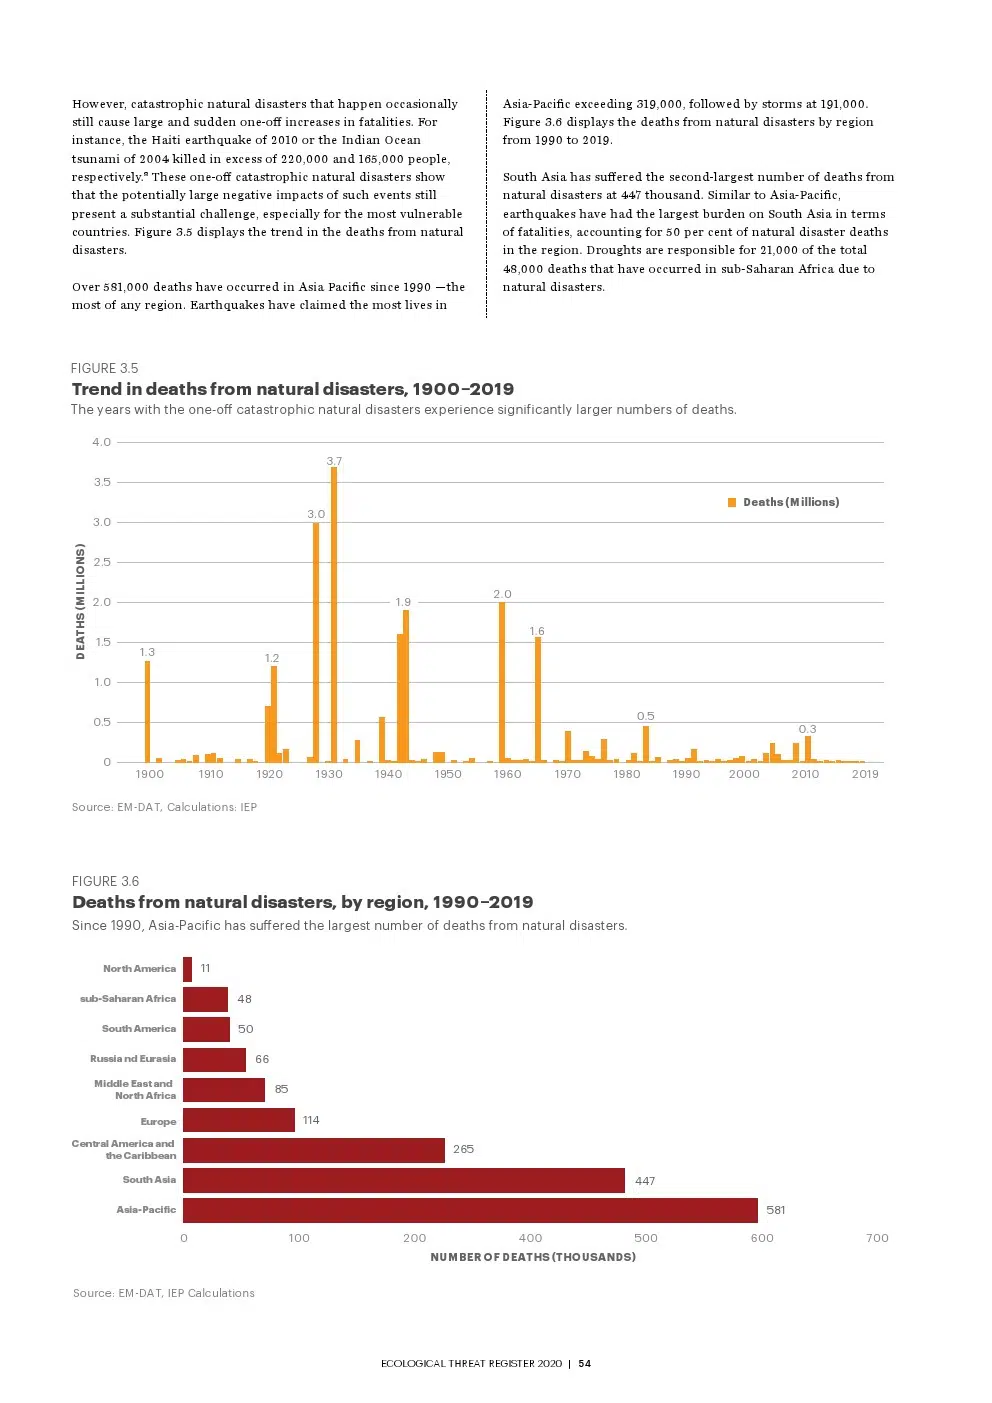 However, catastrophic natural disasters that happen occasionally
still cause large and sudden one-off increases in fatalities. For
instance, the Haiti earthquake of 2010 or the Indian Ocean
tsunami of 2004 killed in excess of 220,000 and 165,000 people,
respectively.⁸ These one-off catastrophic natural disasters show
that the potentially large negative impacts of such events still
present a substantial challenge, especially for the most vulnerable
countries. Figure 3.5 displays the trend in the deaths from natural
disasters.
Over 581,000 deaths have occurred in Asia Pacific since 1990 —the
most of any region. Earthquakes have claimed the most lives in
Asia-Pacific exceeding 319,000, followed by storms at 191,000.
Figure 3.6 displays the deaths from natural disasters by region
from 1990 to 2019.
South Asia has suffered the second-largest number of deaths from
natural disasters at 447 thousand. Similar to Asia-Pacific,
earthquakes have had the largest burden on South Asia in terms
of fatalities, accounting for 50 per cent of natural disaster deaths
in the region. Droughts are responsible for 21,000 of the total
48,000 deaths that have occurred in sub-Saharan Africa due to
natural disasters.
FIGURE 3.5
Trend in deaths from natural disasters, 1900–2019
The years with the one-off catastrophic natural disasters experience significantly larger numbers of deaths.
4.0
3.5
3.0
2.5
2.0
1.5
1.0
0.5
0
DEATHS (MILLIONS)
1.3
1.2
3.0
3.7
1.9
2.0
1.6
0.5
0.3
Deaths (Millions)
1900 1910 1920 1930 1940 1950 1960 1970 1980 1990 2000 2010 2019
Source: EM-DAT, Calculations: IEP
FIGURE 3.6
Deaths from natural disasters, by region, 1990–2019
Since 1990, Asia-Pacific has suffered the largest number of deaths from natural disasters.
North America 11
sub-Saharan Africa 48
South America 50
Russia nd Eurasia 66
Middle East and
North Africa 85
Europe 114
Central America and
the Caribbean 265
South Asia 447
Asia-Pacific 581
0 100 200 400 500 600 700
NUMBER OF DEATHS (THOUSANDS)
Source: EM-DAT, IEP Calculations
ECOLOGICAL THREAT REGISTER 2020 | 54